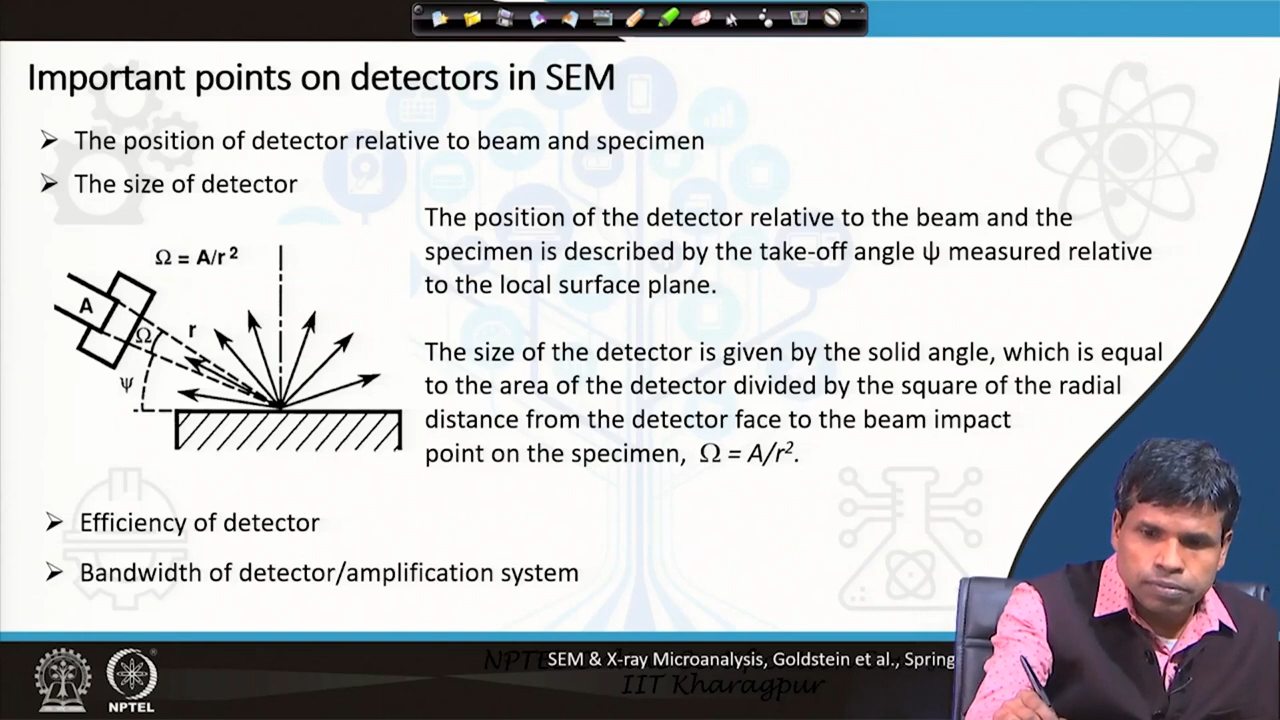 Important points on detectors in SEM
➢ The position of detector relative to beam and specimen
➢ The size of detector
Ω = A/r²
A
r
Ω
ψ
The position of the detector relative to the beam and the
specimen is described by the take-off angle ψ measured relative
to the local surface plane.
The size of the detector is given by the solid angle, which is equal
to the area of the detector divided by the square of the radial
distance from the detector face to the beam impact
point on the specimen, Ω = A/r².
➢ Efficiency of detector
➢ Bandwidth of detector/amplification system
SEM & X-ray Microanalysis, Goldstein et al., Spring
IIT Kharagpur
NPTEL